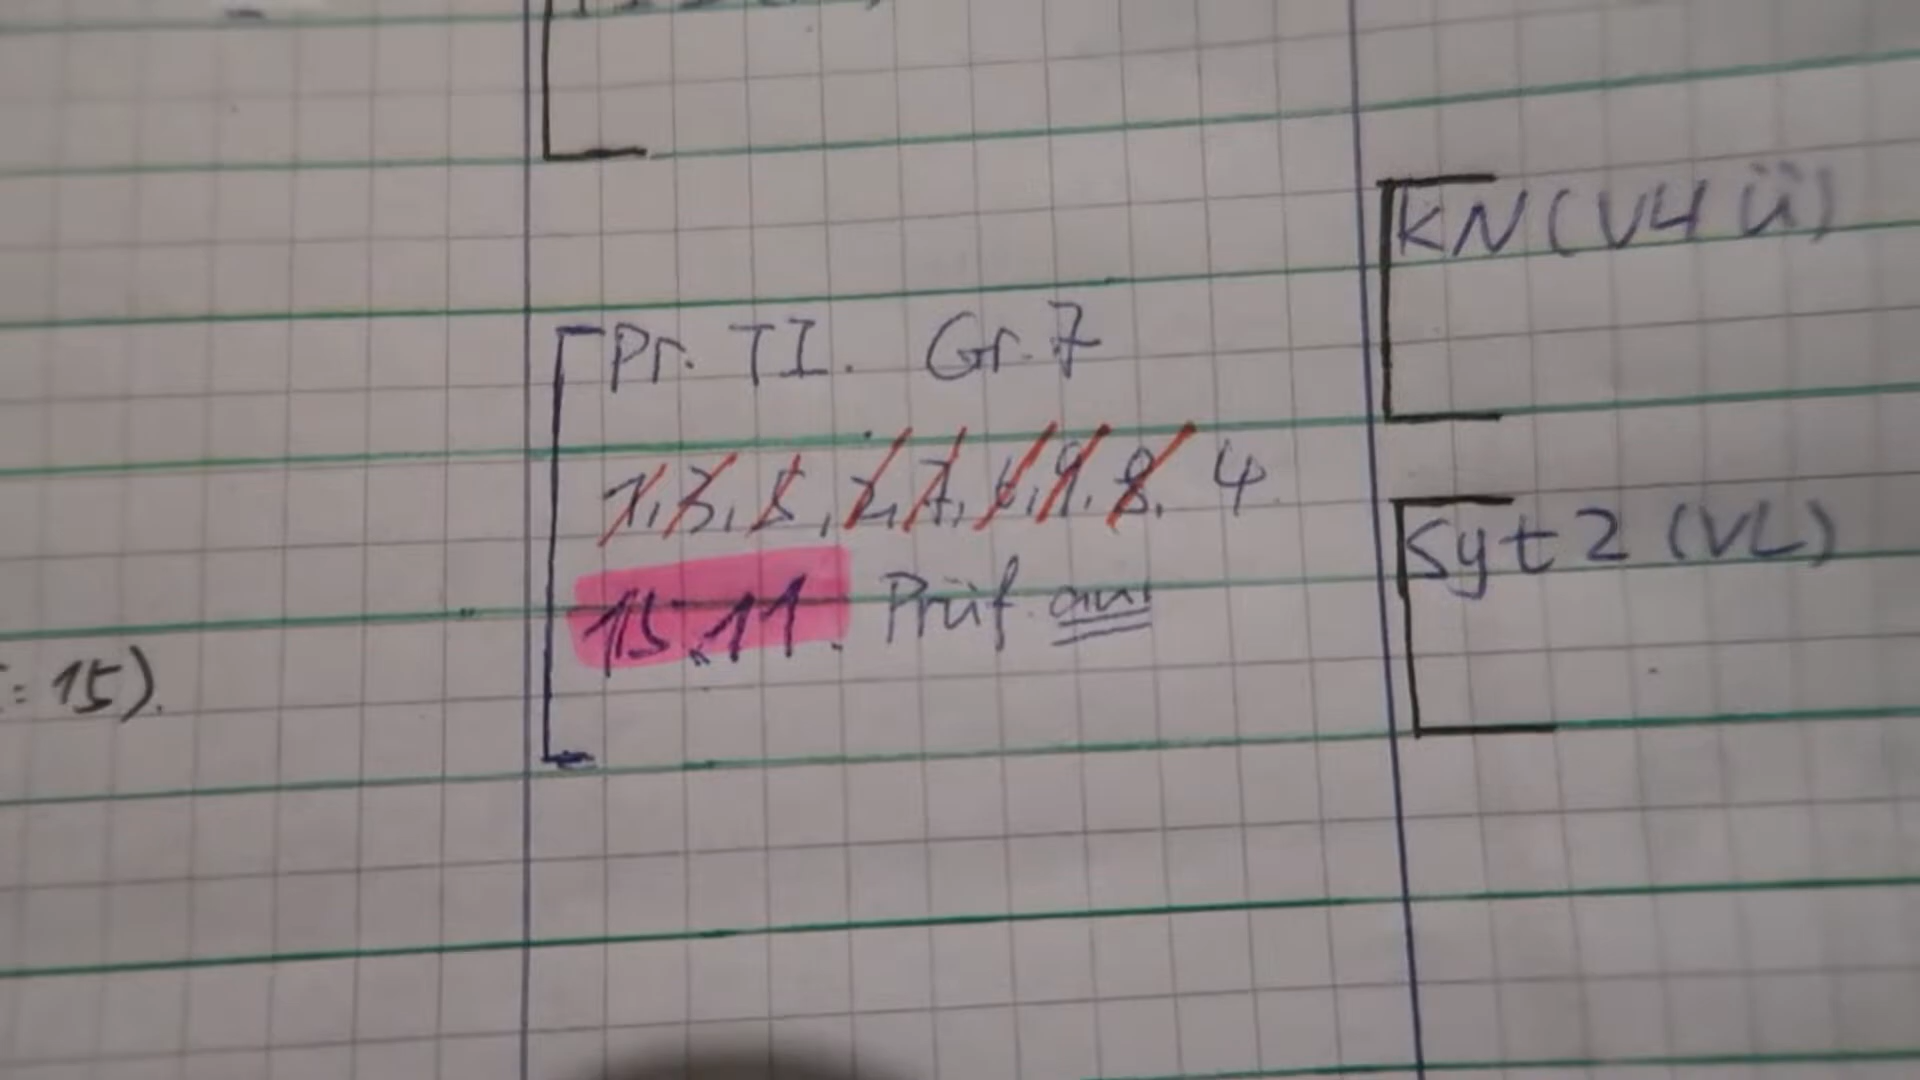 Pr. TI. Gr. 7
1, 3, 5, 2, 7, 6, 9, 8, 4
15.11. Prüf.
: 15).
KN (V4 Ü)
Syt 2 (VL)